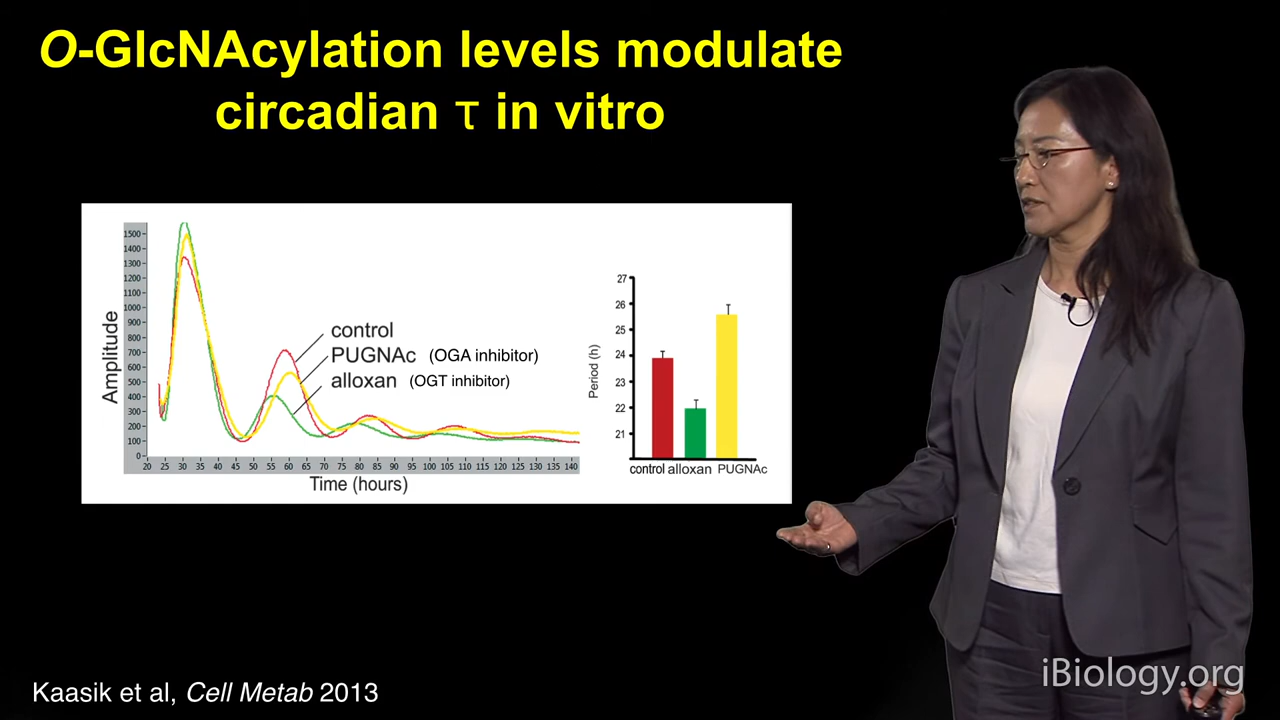 O-GlcNAcylation levels modulate
circadian τ in vitro
Amplitude
1500
1400
1300
1200
1100
1000
900
800
700
600
500
400
300
200
100
0
control
PUGNAc (OGA inhibitor)
alloxan (OGT inhibitor)
20 25 30 35 40 45 50 55 60 65 70 75 80 85 90 95 100 105 110 115 120 125 130 135 140
Time (hours)
Period (h)
27
26
25
24
23
22
21
control alloxan PUGNAc
Kaasik et al, Cell Metab 2013
iBiology.org